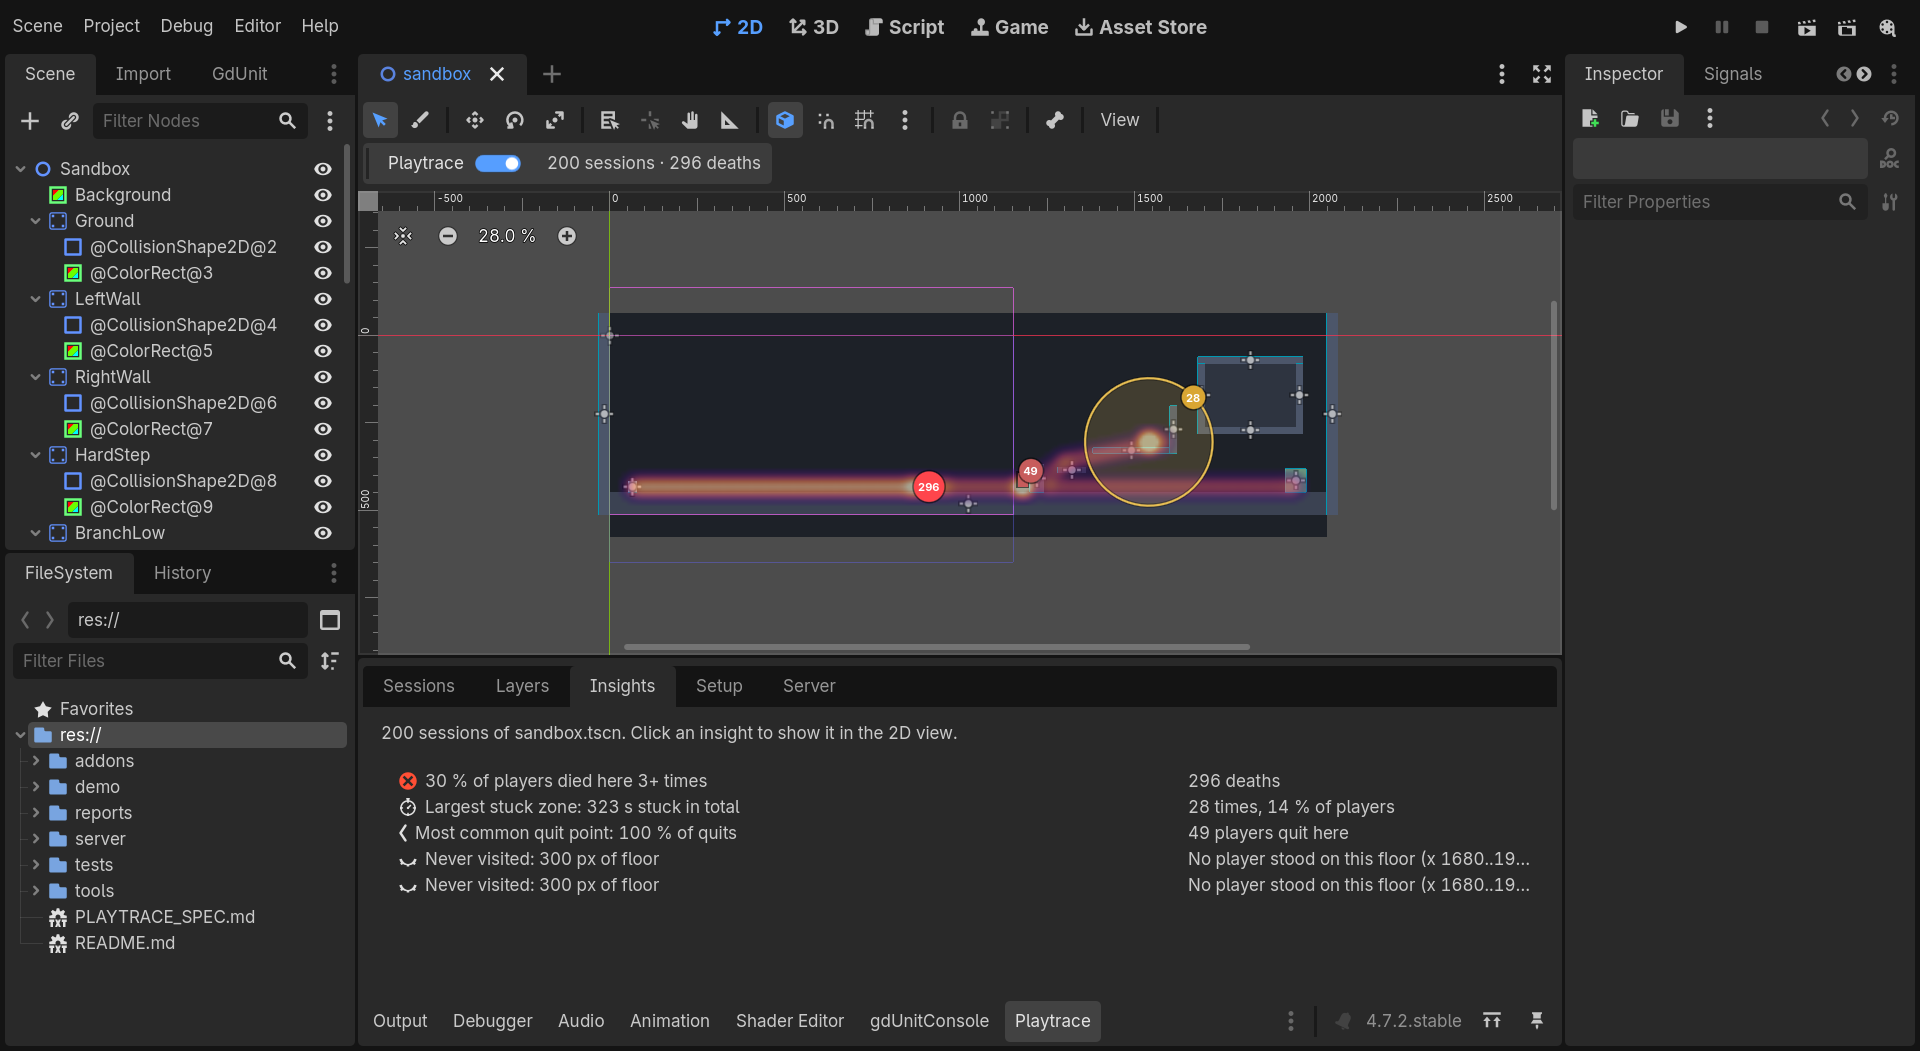 Scene Project Debug Editor Help
2D 3D Script Game Asset Store
Scene Import GdUnit
sandbox
Inspector Signals
Filter Nodes
View
Playtrace 200 sessions · 296 deaths
Filter Properties
Sandbox
Background
Ground
@CollisionShape2D@2
@ColorRect@3
LeftWall
@CollisionShape2D@4
@ColorRect@5
RightWall
@CollisionShape2D@6
@ColorRect@7
HardStep
@CollisionShape2D@8
@ColorRect@9
BranchLow
-500 0 500 1000 1500 2000 2500
28.0 %
0
500
28
49
296
FileSystem History
res://
Filter Files
Favorites
res://
addons
demo
reports
server
tests
tools
PLAYTRACE_SPEC.md
README.md
Sessions Layers Insights Setup Server
200 sessions of sandbox.tscn. Click an insight to show it in the 2D view.
30 % of players died here 3+ times 296 deaths
Largest stuck zone: 323 s stuck in total 28 times, 14 % of players
Most common quit point: 100 % of quits 49 players quit here
Never visited: 300 px of floor No player stood on this floor (x 1680..19...
Never visited: 300 px of floor No player stood on this floor (x 1680..19...
Output Debugger Audio Animation Shader Editor gdUnitConsole Playtrace 4.7.2.stable